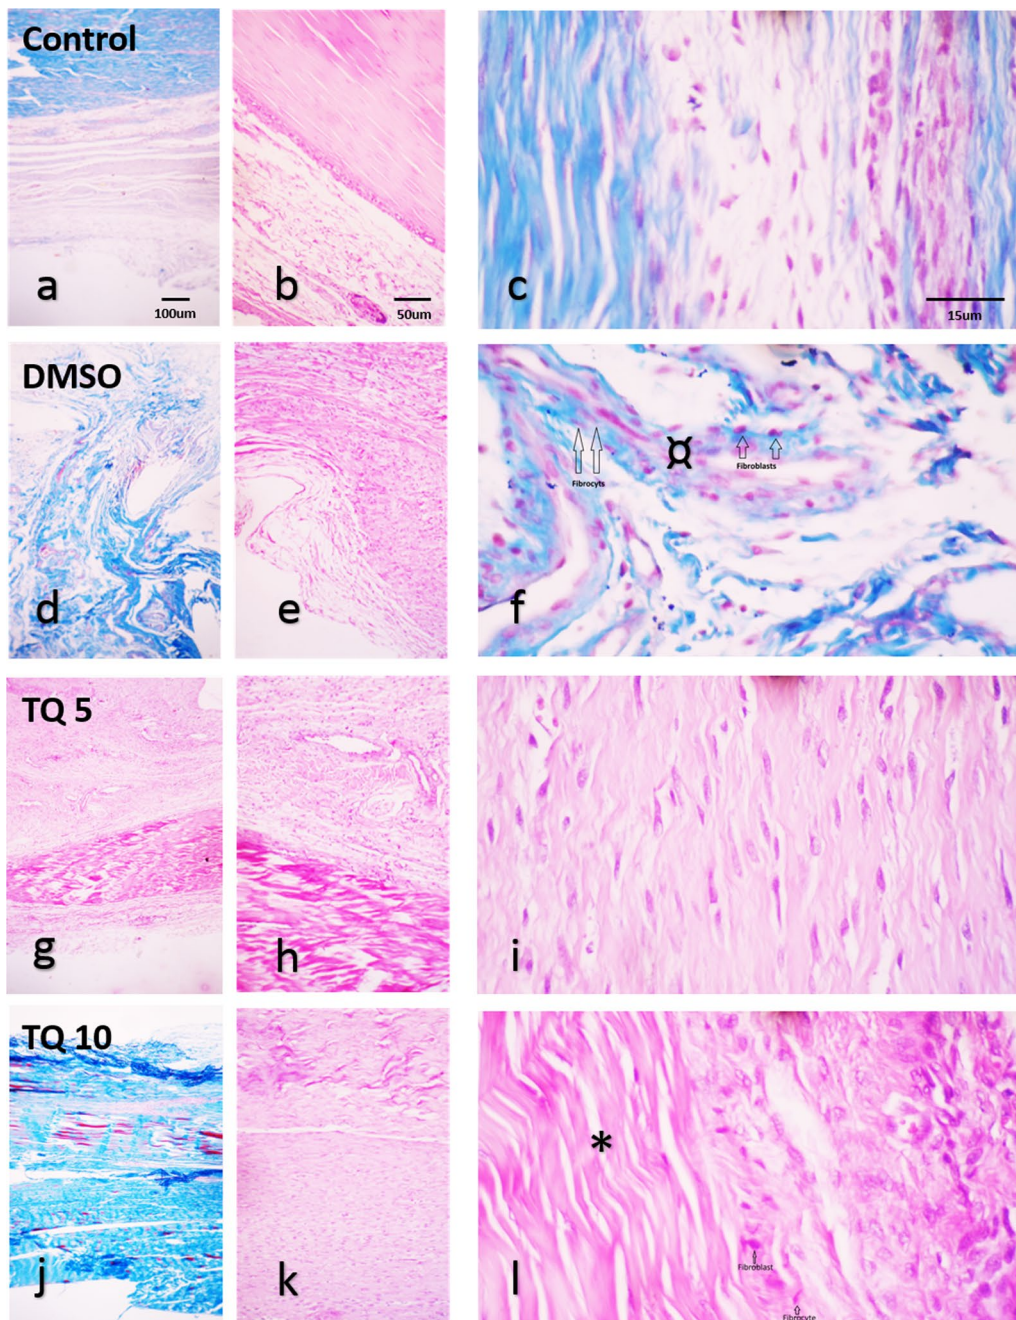 Control
a
100um
b
50um
c
15um
DMSO
d
e
¤
Fibrocyts
Fibroblasts
f
TQ 5
g
h
i
TQ 10
j
k
*
Fibroblast
Fibrocyte
l